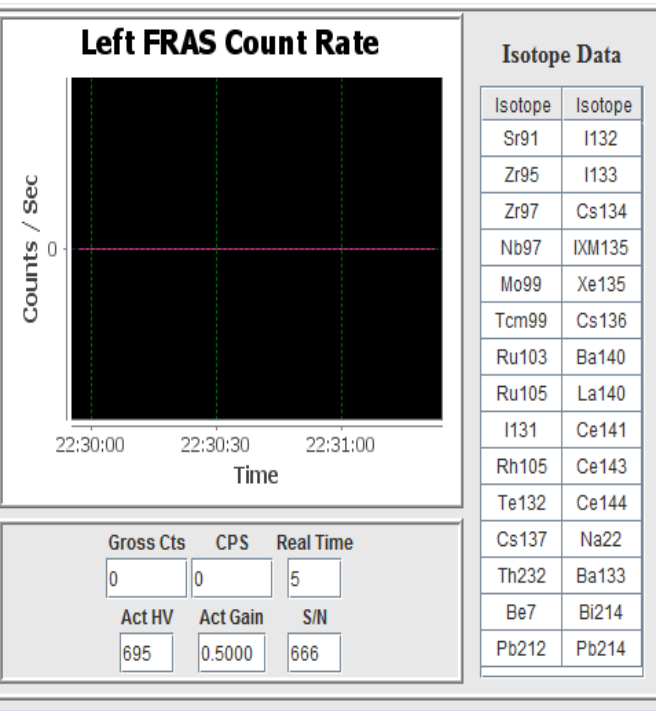 Left FRAS Count Rate
Counts / Sec
0
22:30:00 22:30:30 22:31:00
Time
Gross Cts CPS Real Time
0 0 5
Act HV Act Gain S/N
695 0.5000 666
Isotope Data
Isotope Isotope
Sr91 I132
Zr95 I133
Zr97 Cs134
Nb97 IXM135
Mo99 Xe135
Tcm99 Cs136
Ru103 Ba140
Ru105 La140
I131 Ce141
Rh105 Ce143
Te132 Ce144
Cs137 Na22
Th232 Ba133
Be7 Bi214
Pb212 Pb214